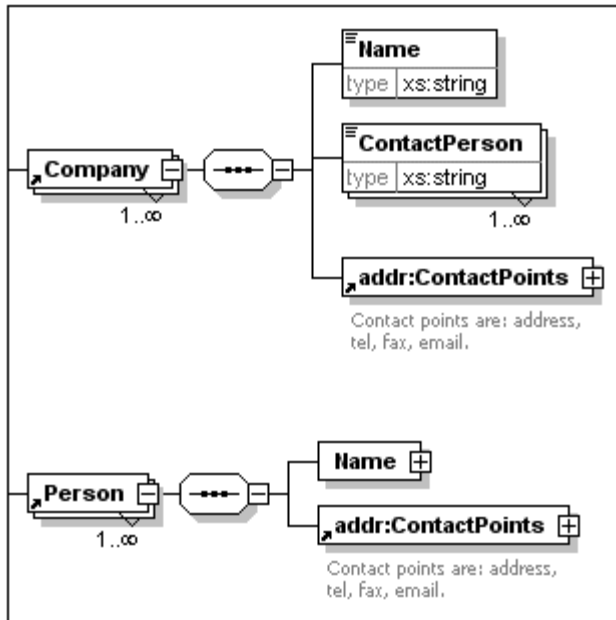 Name
type xs:string
ContactPerson
type xs:string
Company
1..∞
1..∞
addr:ContactPoints
Contact points are: address,
tel, fax, email.
Name
Person
1..∞
addr:ContactPoints
Contact points are: address,
tel, fax, email.